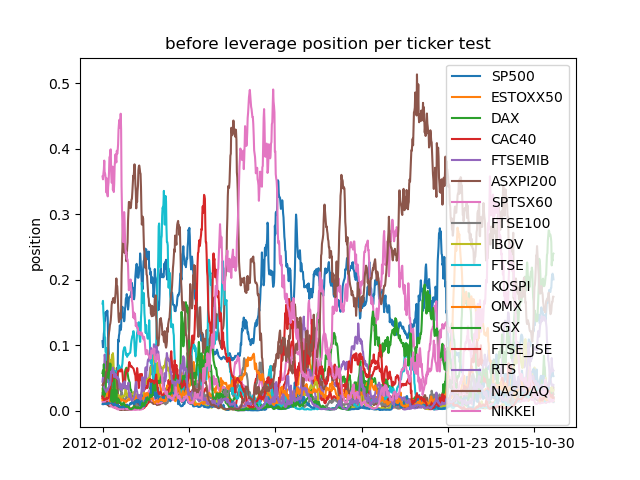 before leverage position per ticker test
position
0.5
0.4
0.3
0.2
0.1
0.0
2012-01-02 2012-10-08 2013-07-15 2014-04-18 2015-01-23 2015-10-30
SP500
ESTOXX50
DAX
CAC40
FTSEMIB
ASXPI200
SPTSX60
FTSE100
IBOV
FTSE
KOSPI
OMX
SGX
FTSE_JSE
RTS
NASDAQ
NIKKEI